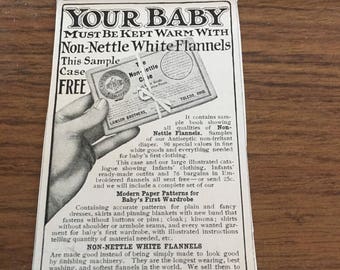 YOUR BABY
MUST BE KEPT WARM WITH
Non-Nettle White Flannels
This Sample
Case
FREE
The
Non-Nettle
Case
LAMSON BROTHERS,
TOLEDO, OHIO
It contains sam-
ple book showing
all qualities of Non-
Nettle Flannels. Samples
of our Antiseptic non-irritant
diaper. 90 special values in fine
white goods and everything needed
for baby's first clothing.
This case and our large illustrated cata-
logue showing Infants' clothing, Infants'
ready-made outfits and 76 bargains in Em-
broidered flannels all sent free—or send 25c.
and we will include a complete set of our
Modern Paper Patterns for
Baby's First Wardrobe
Containing accurate patterns for plain and fancy
dresses, skirts and pinning blankets with new band that
fastens without buttons or pins; cloak; kimona; shirts
without shoulder or armhole seams, and every wanted gar-
ment for baby's first wardrobe, with illustrated instructions
telling quantity of material needed, etc.
NON-NETTLE WHITE FLANNELS
Are made good instead of being simply made to look good
by finishing machinery. They are the longest wearing, best
washing, and softest flannels in the world. We sell them to